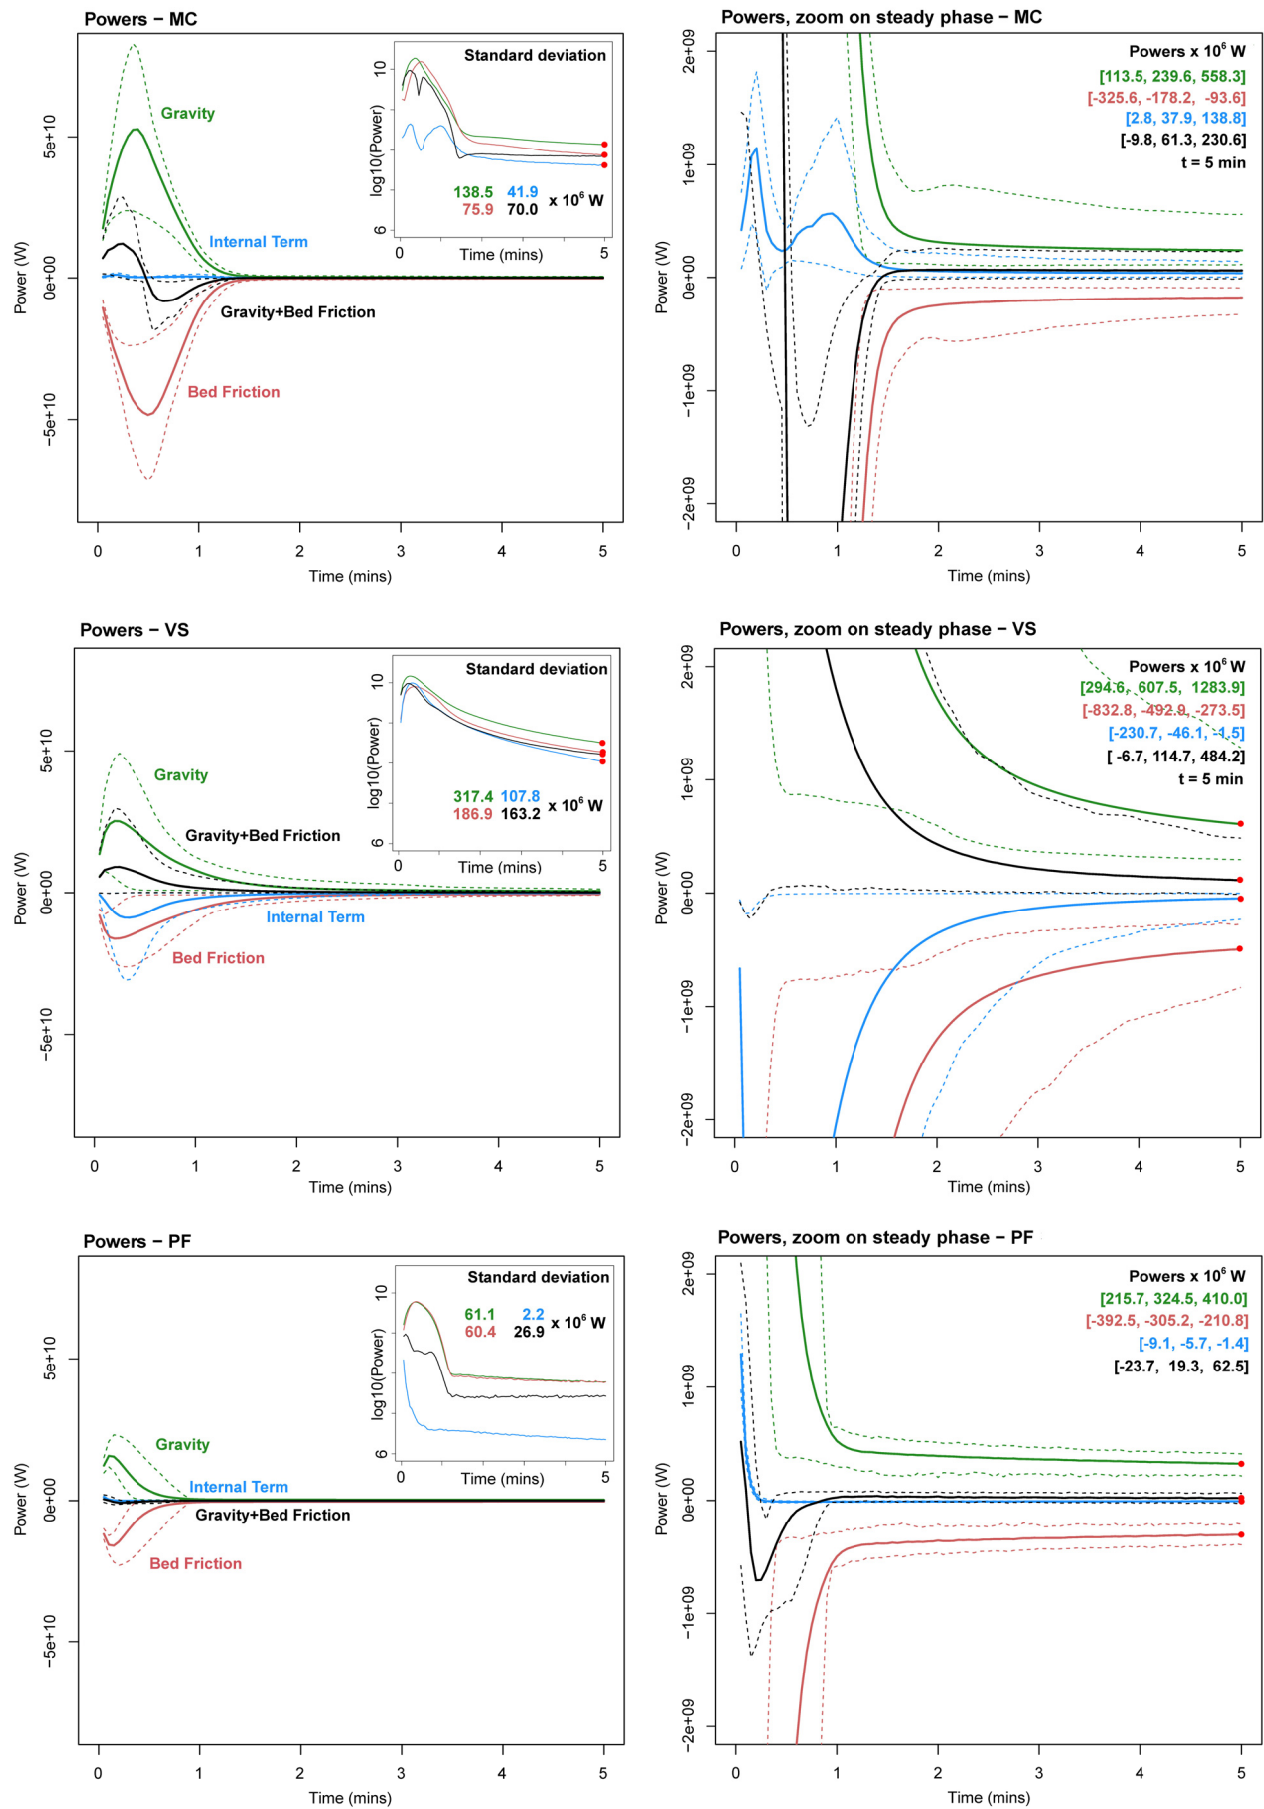 Powers − MC
Power (W)
5e+10
0e+00
−5e+10
Gravity
Internal Term
Gravity+Bed Friction
Bed Friction
Standard deviation
log10(Power)
10
6
138.5 41.9
75.9 70.0
x 10⁶ W
0 5
Time (mins)
0 1 2 3 4 5
Time (mins)
Powers, zoom on steady phase − MC
Power (W)
2e+09
1e+09
0e+00
−1e+09
−2e+09
Powers x 10⁶ W
[113.5, 239.6, 558.3]
[-325.6, -178.2, -93.6]
[2.8, 37.9, 138.8]
[-9.8, 61.3, 230.6]
t = 5 min
0 1 2 3 4 5
Time (mins)
Powers − VS
Power (W)
5e+10
0e+00
−5e+10
Gravity
Gravity+Bed Friction
Internal Term
Bed Friction
Standard deviation
log10(Power)
10
6
317.4 107.8
186.9 163.2
x 10⁶ W
0 5
Time (mins)
0 1 2 3 4 5
Time (mins)
Powers, zoom on steady phase − VS
Power (W)
2e+09
1e+09
0e+00
−1e+09
−2e+09
Powers x 10⁶ W
[294.6, 607.5, 1283.9]
[-832.8, -492.9, -273.5]
[-230.7, -46.1, -1.5]
[ -6.7, 114.7, 484.2]
t = 5 min
0 1 2 3 4 5
Time (mins)
Powers − PF
Power (W)
5e+10
0e+00
−5e+10
Gravity
Internal Term
Gravity+Bed Friction
Bed Friction
Standard deviation
log10(Power)
10
6
61.1 2.2
60.4 26.9
x 10⁶ W
0 5
Time (mins)
0 1 2 3 4 5
Time (mins)
Powers, zoom on steady phase − PF
Power (W)
2e+09
1e+09
0e+00
−1e+09
−2e+09
Powers x 10⁶ W
[215.7, 324.5, 410.0]
[-392.5, -305.2, -210.8]
[-9.1, -5.7, -1.4]
[-23.7, 19.3, 62.5]
0 1 2 3 4 5
Time (mins)